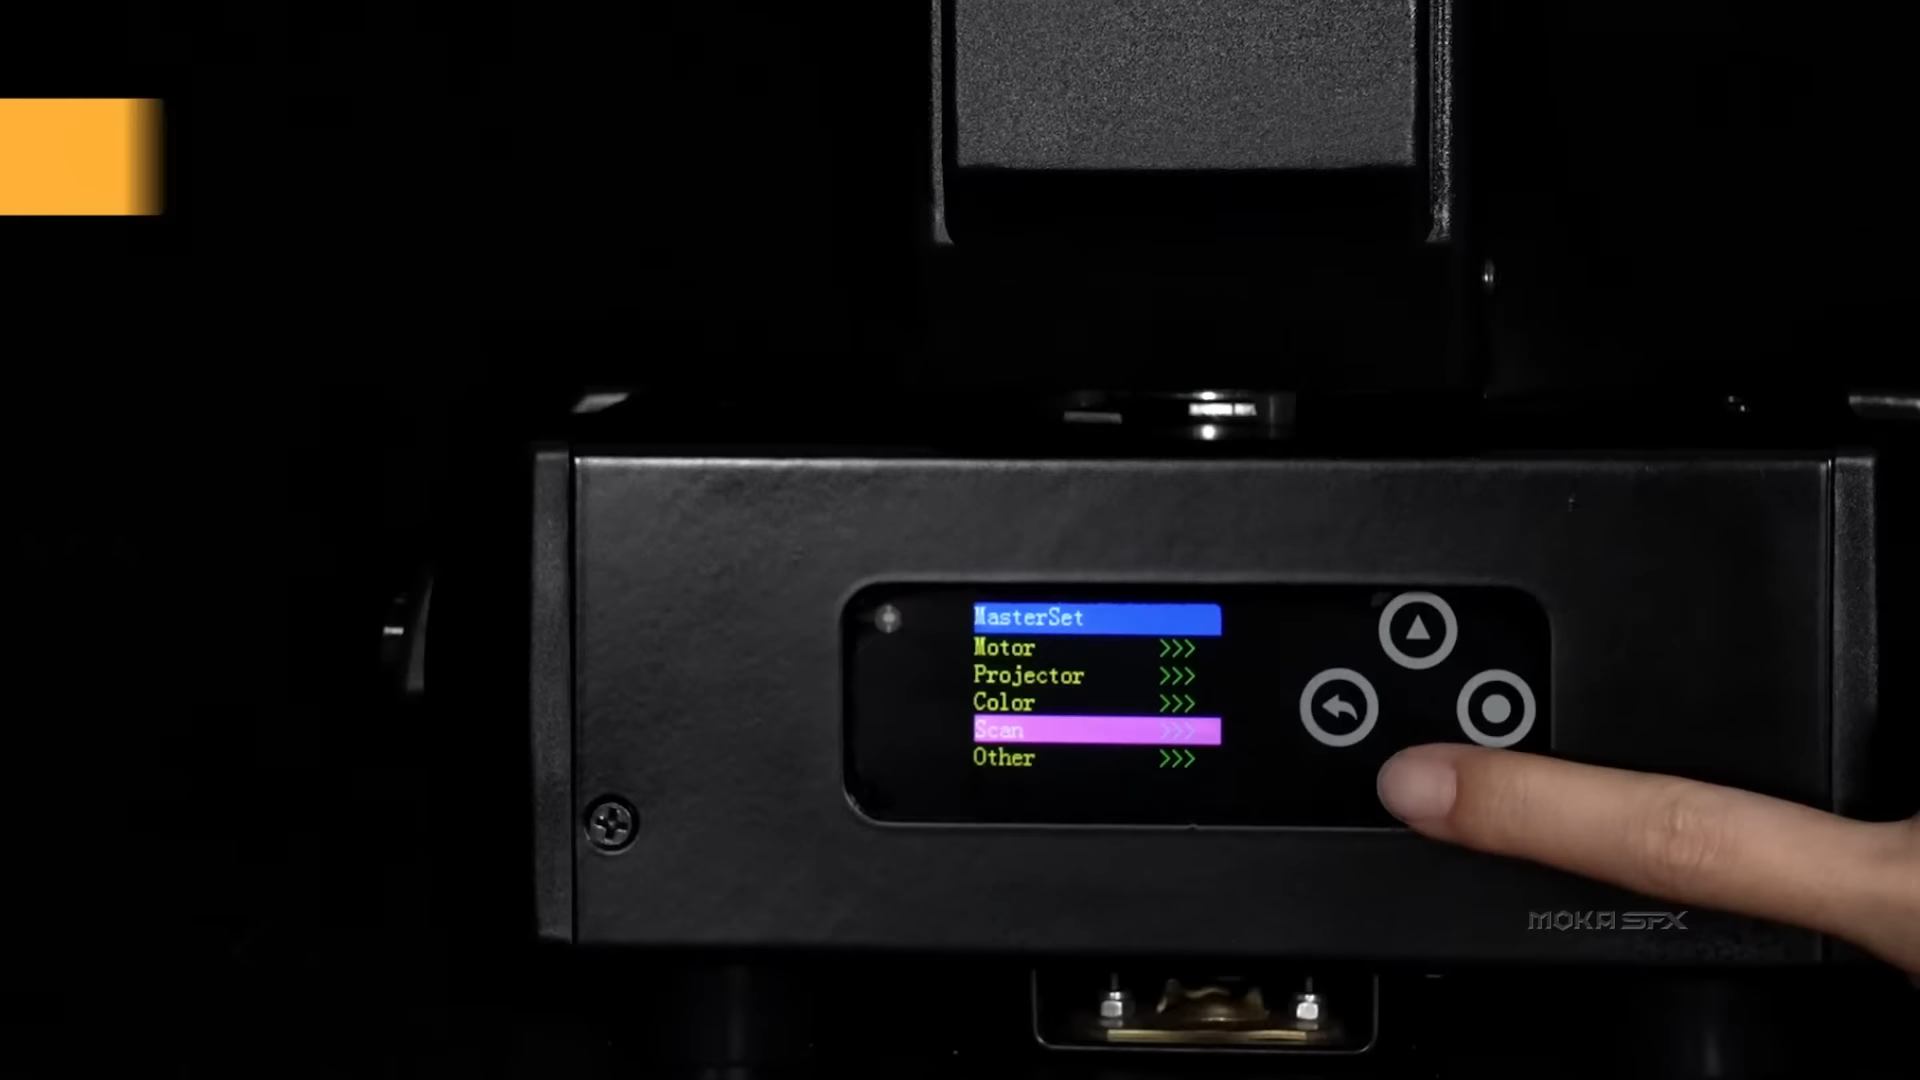 MasterSet
Motor >>>
Projector >>>
Color >>>
Scan >>>
Other >>>
MOKA SFX